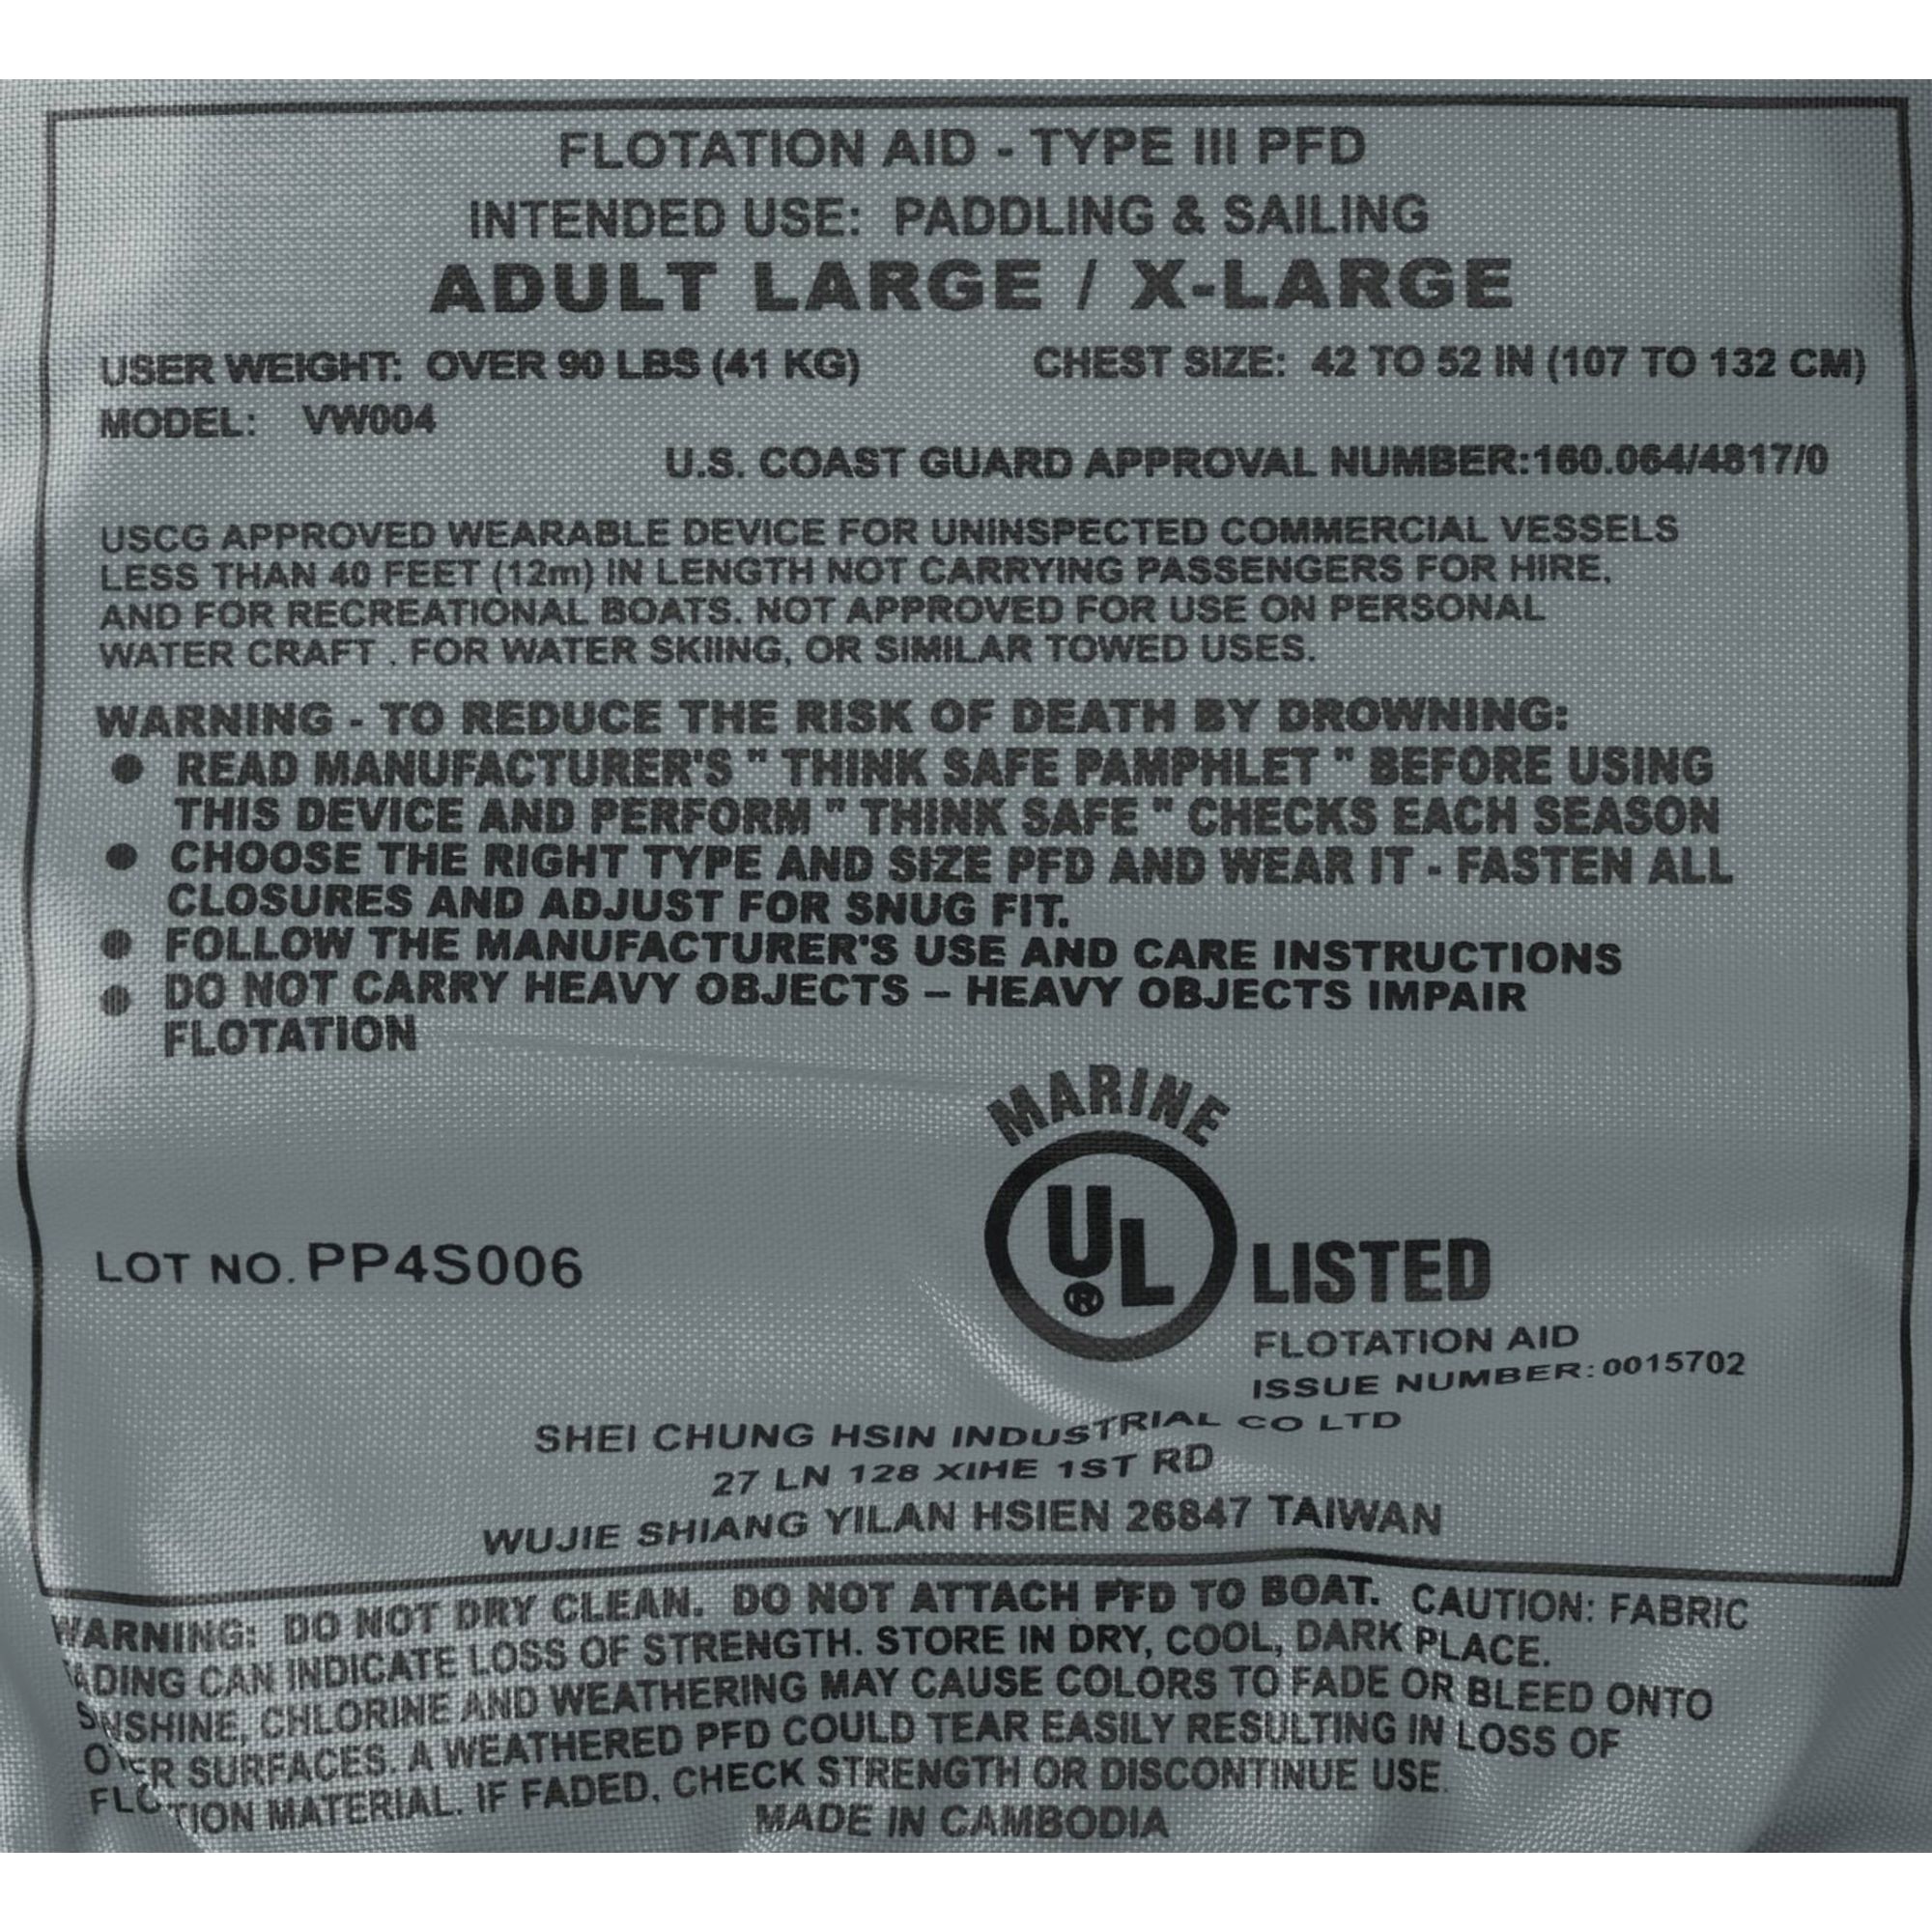 FLOTATION AID - TYPE III PFD
INTENDED USE: PADDLING & SAILING
ADULT LARGE / X-LARGE
USER WEIGHT: OVER 90 LBS (41 KG) CHEST SIZE: 42 TO 52 IN (107 TO 132 CM)
MODEL: VW004
U.S. COAST GUARD APPROVAL NUMBER:160.064/4817/0
USCG APPROVED WEARABLE DEVICE FOR UNINSPECTED COMMERCIAL VESSELS
LESS THAN 40 FEET (12m) IN LENGTH NOT CARRYING PASSENGERS FOR HIRE,
AND FOR RECREATIONAL BOATS. NOT APPROVED FOR USE ON PERSONAL
WATER CRAFT . FOR WATER SKIING, OR SIMILAR TOWED USES.
WARNING - TO REDUCE THE RISK OF DEATH BY DROWNING:
● READ MANUFACTURER'S " THINK SAFE PAMPHLET " BEFORE USING
THIS DEVICE AND PERFORM " THINK SAFE " CHECKS EACH SEASON
● CHOOSE THE RIGHT TYPE AND SIZE PFD AND WEAR IT - FASTEN ALL
CLOSURES AND ADJUST FOR SNUG FIT.
● FOLLOW THE MANUFACTURER'S USE AND CARE INSTRUCTIONS
● DO NOT CARRY HEAVY OBJECTS – HEAVY OBJECTS IMPAIR
FLOTATION
MARINE
UL®
LISTED
LOT NO. PP4S006
FLOTATION AID
ISSUE NUMBER: 0015702
SHEI CHUNG HSIN INDUSTRIAL CO LTD
27 LN 128 XIHE 1ST RD
WUJIE SHIANG YILAN HSIEN 26847 TAIWAN
WARNING: DO NOT DRY CLEAN. DO NOT ATTACH PFD TO BOAT. CAUTION: FABRIC
ADING CAN INDICATE LOSS OF STRENGTH. STORE IN DRY, COOL, DARK PLACE.
SUNSHINE, CHLORINE AND WEATHERING MAY CAUSE COLORS TO FADE OR BLEED ONTO
SURFACES. A WEATHERED PFD COULD TEAR EASILY RESULTING IN LOSS OF
FLOTION MATERIAL. IF FADED, CHECK STRENGTH OR DISCONTINUE USE.
MADE IN CAMBODIA